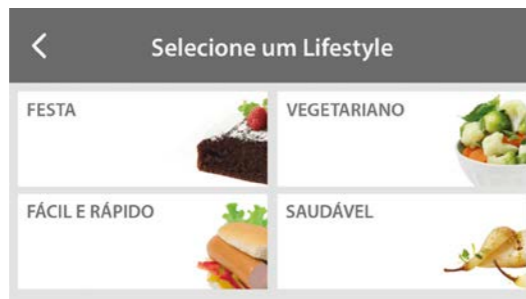 Selecione um Lifestyle
FESTA
VEGETARIANO
FÁCIL E RÁPIDO
SAUDÁVEL